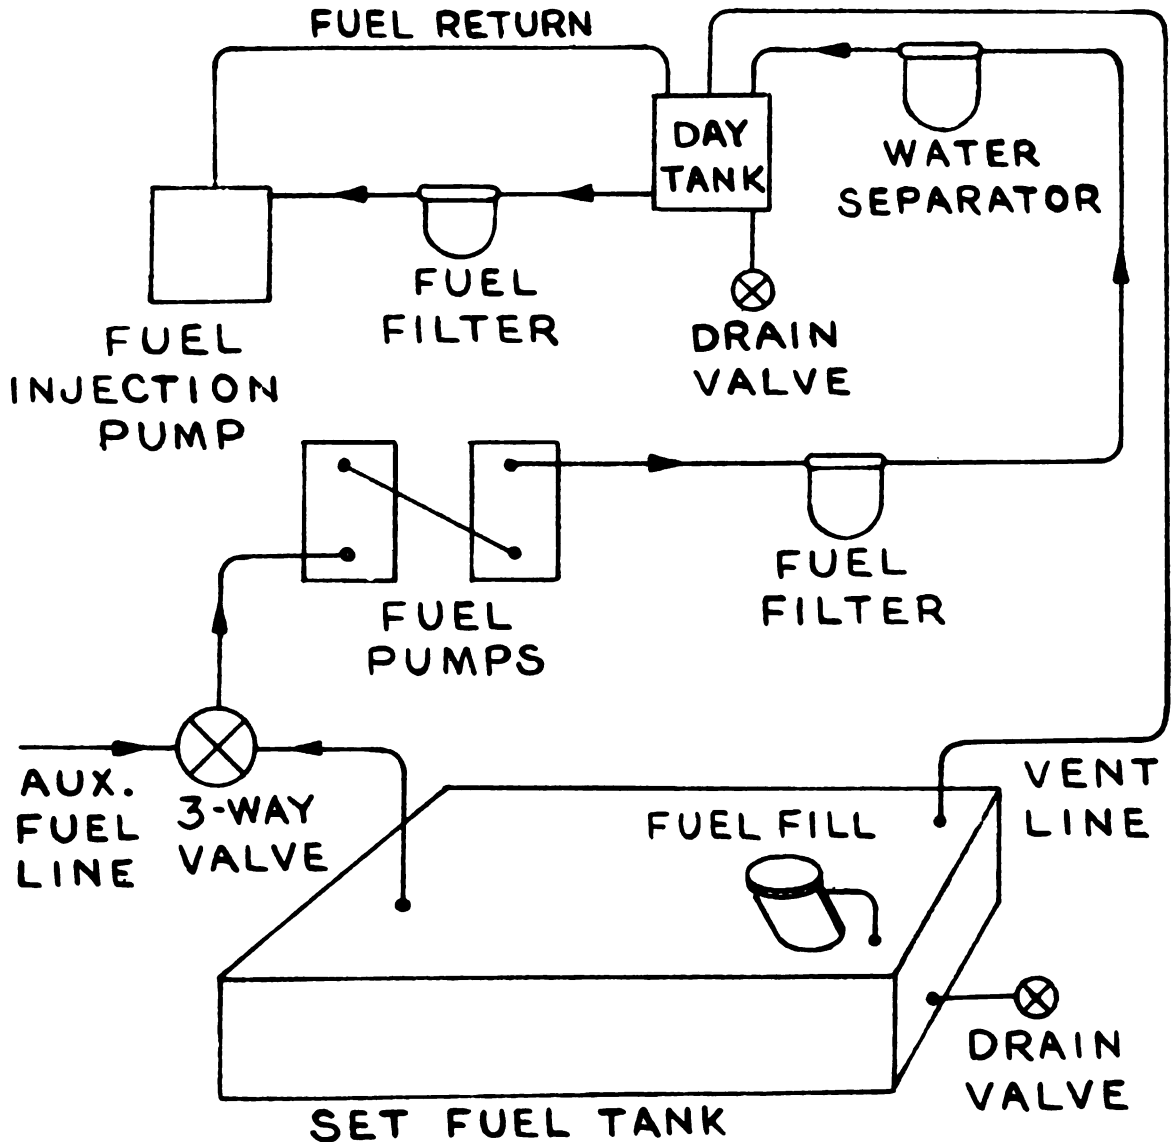 FUEL RETURN
DAY
TANK
WATER
SEPARATOR
FUEL
FILTER
DRAIN
VALVE
FUEL
INJECTION
PUMP
FUEL
FILTER
FUEL
PUMPS
AUX.
FUEL
LINE
3-WAY
VALVE
VENT
LINE
FUEL FILL
DRAIN
VALVE
SET FUEL TANK